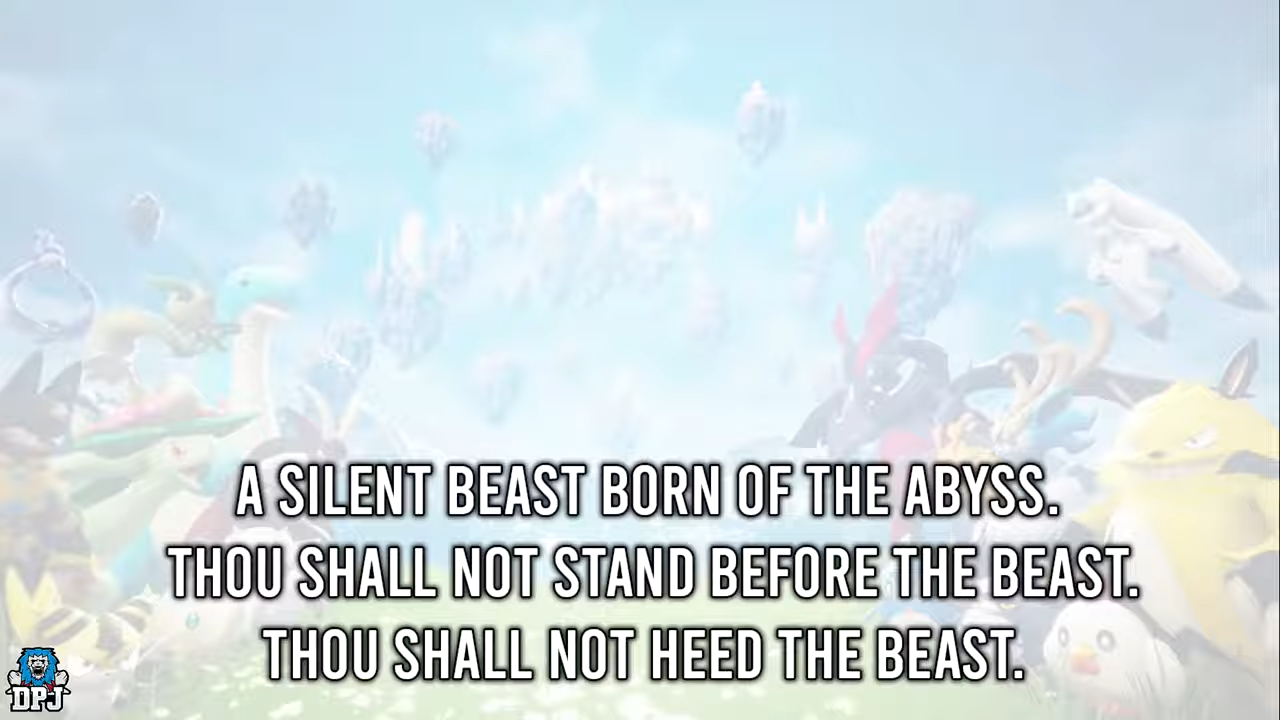 A SILENT BEAST BORN OF THE ABYSS.
THOU SHALL NOT STAND BEFORE THE BEAST.
THOU SHALL NOT HEED THE BEAST.
DPJ